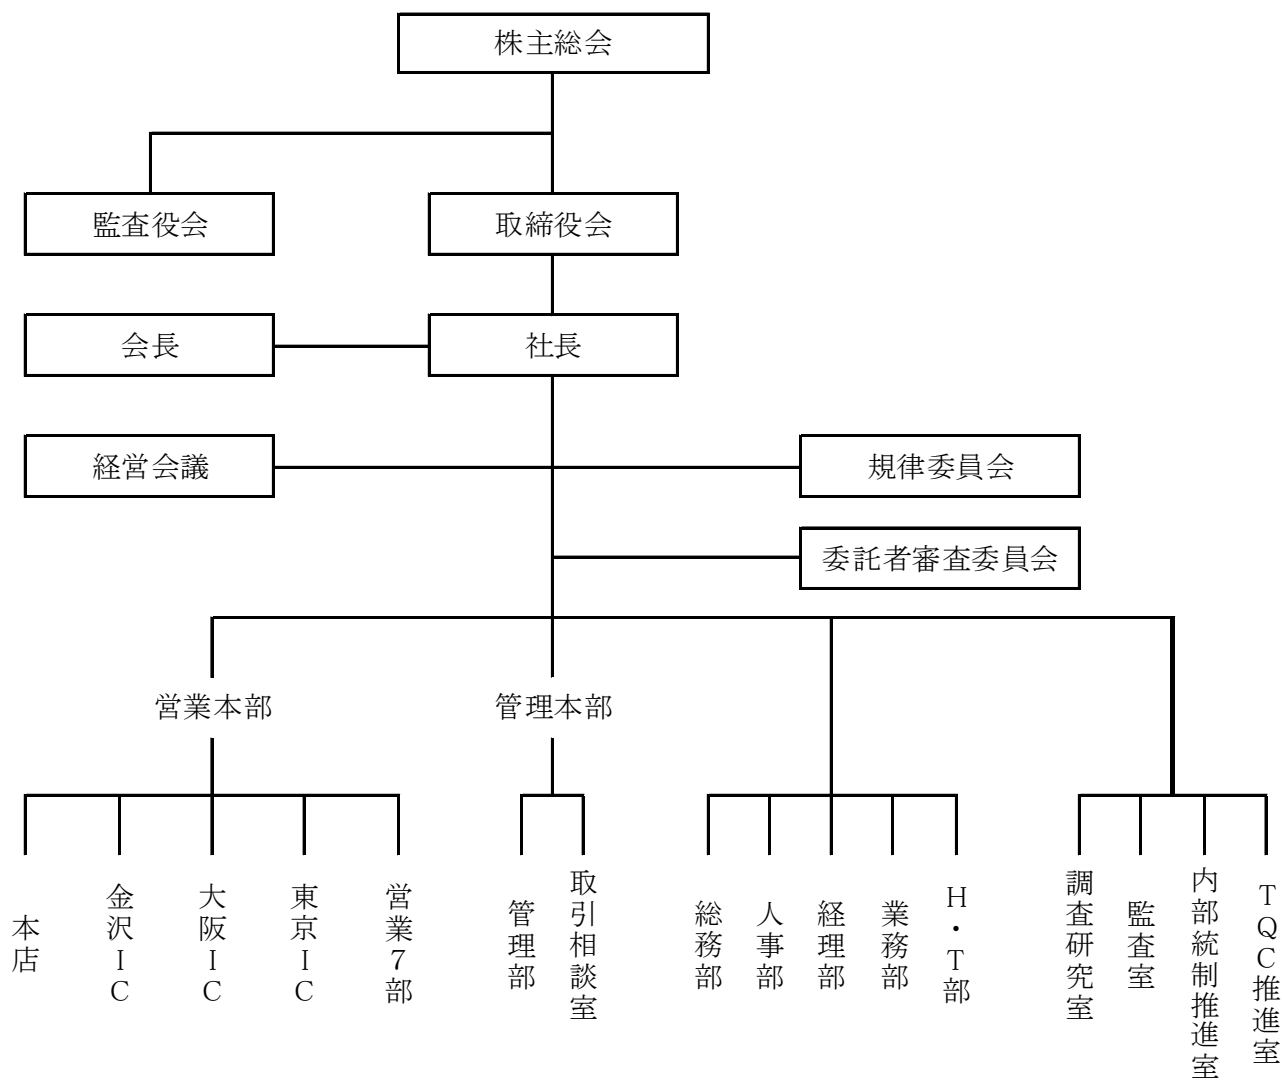 株主総会
監査役会
取締役会
会長
社長
経営会議
規律委員会
委託者審査委員会
営業本部
管理本部
本店
金沢ＩＣ
大阪ＩＣ
東京ＩＣ
営業７部
管理部
取引相談室
総務部
人事部
経理部
業務部
Ｈ・Ｔ部
調査研究室
監査室
内部統制推進室
ＴＱＣ推進室